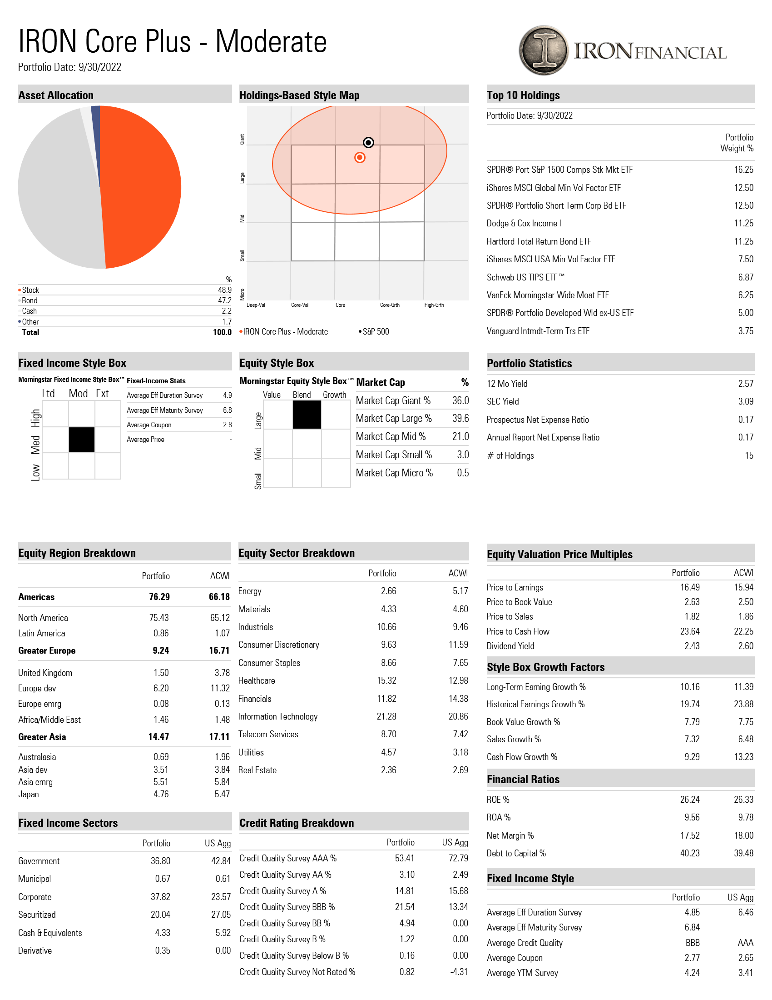 IRON Core Plus - Moderate
Portfolio Date: 9/30/2022
I IRON FINANCIAL
Asset Allocation
%
Stock 48.9
Bond 47.2
Cash 2.2
Other 1.7
Total 100.0
Holdings-Based Style Map
Giant
Large
Mid
Small
Micro
Deep-Val Core-Val Core Core-Grth High-Grth
IRON Core Plus - Moderate S&P 500
Top 10 Holdings
Portfolio Date: 9/30/2022
Portfolio
Weight %
SPDR® Port S&P 1500 Comps Stk Mkt ETF 16.25
iShares MSCI Global Min Vol Factor ETF 12.50
SPDR® Portfolio Short Term Corp Bd ETF 12.50
Dodge & Cox Income I 11.25
Hartford Total Return Bond ETF 11.25
iShares MSCI USA Min Vol Factor ETF 7.50
Schwab US TIPS ETF™ 6.87
VanEck Morningstar Wide Moat ETF 6.25
SPDR® Portfolio Developed Wld ex-US ETF 5.00
Vanguard Intmdt-Term Trs ETF 3.75
Fixed Income Style Box
Morningstar Fixed Income Style Box™
Ltd Mod Ext
High
Med
Low
Fixed-Income Stats
Average Eff Duration Survey 4.9
Average Eff Maturity Survey 6.8
Average Coupon 2.8
Average Price -
Equity Style Box
Morningstar Equity Style Box™
Value Blend Growth
Large
Mid
Small
Market Cap %
Market Cap Giant % 36.0
Market Cap Large % 39.6
Market Cap Mid % 21.0
Market Cap Small % 3.0
Market Cap Micro % 0.5
Portfolio Statistics
12 Mo Yield 2.57
SEC Yield 3.09
Prospectus Net Expense Ratio 0.17
Annual Report Net Expense Ratio 0.17
# of Holdings 15
Equity Region Breakdown
Portfolio ACWI
Americas 76.29 66.18
North America 75.43 65.12
Latin America 0.86 1.07
Greater Europe 9.24 16.71
United Kingdom 1.50 3.78
Europe dev 6.20 11.32
Europe emrg 0.08 0.13
Africa/Middle East 1.46 1.48
Greater Asia 14.47 17.11
Australasia 0.69 1.96
Asia dev 3.51 3.84
Asia emrg 5.51 5.84
Japan 4.76 5.47
Equity Sector Breakdown
Portfolio ACWI
Energy 2.66 5.17
Materials 4.33 4.60
Industrials 10.66 9.46
Consumer Discretionary 9.63 11.59
Consumer Staples 8.66 7.65
Healthcare 15.32 12.98
Financials 11.82 14.38
Information Technology 21.28 20.86
Telecom Services 8.70 7.42
Utilities 4.57 3.18
Real Estate 2.36 2.69
Equity Valuation Price Multiples
Portfolio ACWI
Price to Earnings 16.49 15.94
Price to Book Value 2.63 2.50
Price to Sales 1.82 1.86
Price to Cash Flow 23.64 22.25
Dividend Yield 2.43 2.60
Style Box Growth Factors
Long-Term Earning Growth % 10.16 11.39
Historical Earnings Growth % 19.74 23.88
Book Value Growth % 7.79 7.75
Sales Growth % 7.32 6.48
Cash Flow Growth % 9.29 13.23
Financial Ratios
ROE % 26.24 26.33
ROA % 9.56 9.78
Net Margin % 17.52 18.00
Debt to Capital % 40.23 39.48
Fixed Income Sectors
Portfolio US Agg
Government 36.80 42.84
Municipal 0.67 0.61
Corporate 37.82 23.57
Securitized 20.04 27.05
Cash & Equivalents 4.33 5.92
Derivative 0.35 0.00
Credit Rating Breakdown
Portfolio US Agg
Credit Quality Survey AAA % 53.41 72.79
Credit Quality Survey AA % 3.10 2.49
Credit Quality Survey A % 14.81 15.68
Credit Quality Survey BBB % 21.54 13.34
Credit Quality Survey BB % 4.94 0.00
Credit Quality Survey B % 1.22 0.00
Credit Quality Survey Below B % 0.16 0.00
Credit Quality Survey Not Rated % 0.82 -4.31
Fixed Income Style
Portfolio US Agg
Average Eff Duration Survey 4.85 6.46
Average Eff Maturity Survey 6.84
Average Credit Quality BBB AAA
Average Coupon 2.77 2.65
Average YTM Survey 4.24 3.41